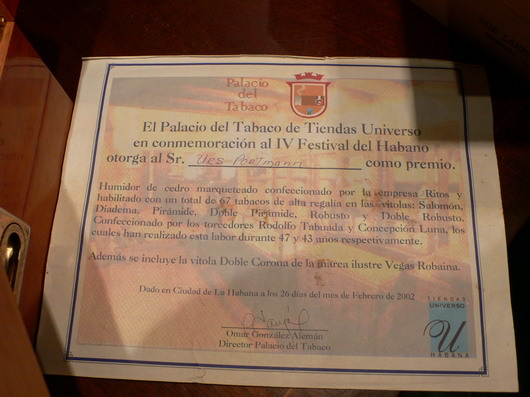 Palacio
del
Tabaco
El Palacio del Tabaco de Tiendas Universo
en conmemoración al IV Festival del Habano
otorga al Sr. Urs Portmann como premio.
Humidor de cedro marqueteado confeccionado por la empresa Ritos y
habilitado con un total de 67 tabacos de alta regalía en las vitolas: Salomón,
Diadema, Pirámide, Doble Piramide, Robusto y Doble Robusto.
Confeccionado por los torcedores Rodolfo Tabuada y Concepción Luna, los
cuales han realizado esta labor durante 47 y 43 años respectivamente.
Además se incluye la vitola Doble Corona de la marca ilustre Vegas Robaina.
Dado en Ciudad de La Habana a los 26 días del mes de Febrero de 2002
Omar González Alemán
Director Palacio del Tabaco
TIENDAS
UNIVERSO
U
HABANA